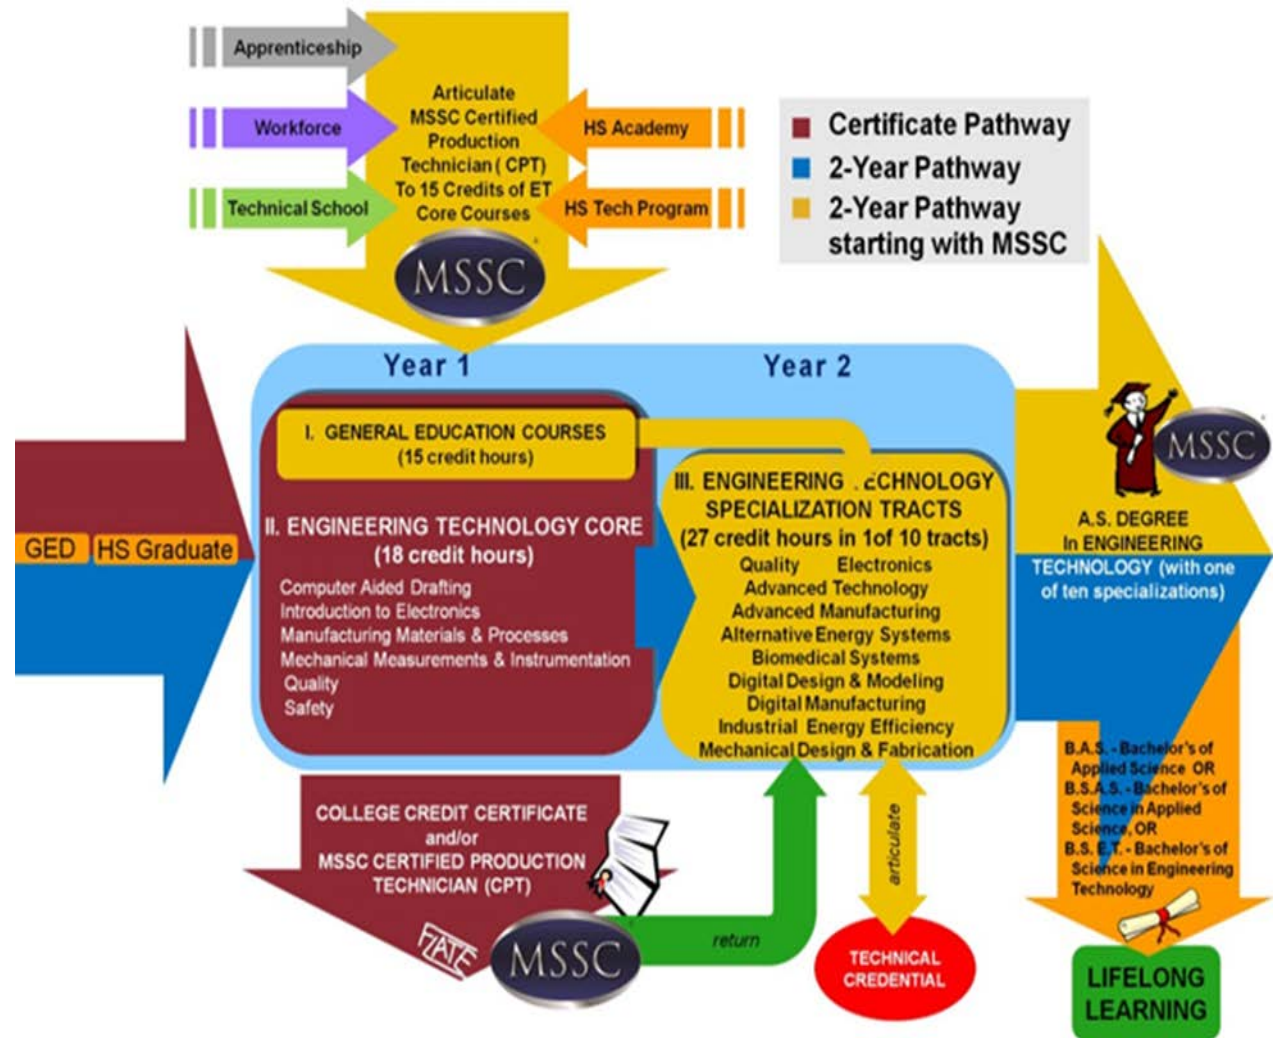 Apprenticeship
Workforce
Technical School
Articulate
MSSC Certified
Production
Technician ( CPT)
To 15 Credits of ET
Core Courses
MSSC
HS Academy
HS Tech Program
Certificate Pathway
2-Year Pathway
2-Year Pathway
starting with MSSC
GED
HS Graduate
Year 1
Year 2
I. GENERAL EDUCATION COURSES
(15 credit hours)
II. ENGINEERING TECHNOLOGY CORE
(18 credit hours)
Computer Aided Drafting
Introduction to Electronics
Manufacturing Materials & Processes
Mechanical Measurements & Instrumentation
Quality
Safety
III. ENGINEERING .ECHNOLOGY
SPECIALIZATION TRACTS
(27 credit hours in 1of 10 tracts)
Quality Electronics
Advanced Technology
Advanced Manufacturing
Alternative Energy Systems
Biomedical Systems
Digital Design & Modeling
Digital Manufacturing
Industrial Energy Efficiency
Mechanical Design & Fabrication
MSSC
A.S. DEGREE
In ENGINEERING
TECHNOLOGY (with one
of ten specializations)
COLLEGE CREDIT CERTIFICATE
and/or
MSSC CERTIFIED PRODUCTION
TECHNICIAN (CPT)
FLATE
MSSC
return
articulate
TECHNICAL
CREDENTIAL
B.A.S. - Bachelor's of
Applied Science OR
B.S.A.S. - Bachelor's of
Science in Applied
Science, OR
B.S. E.T. - Bachelor's of
Science in Engineering
Technology
LIFELONG
LEARNING